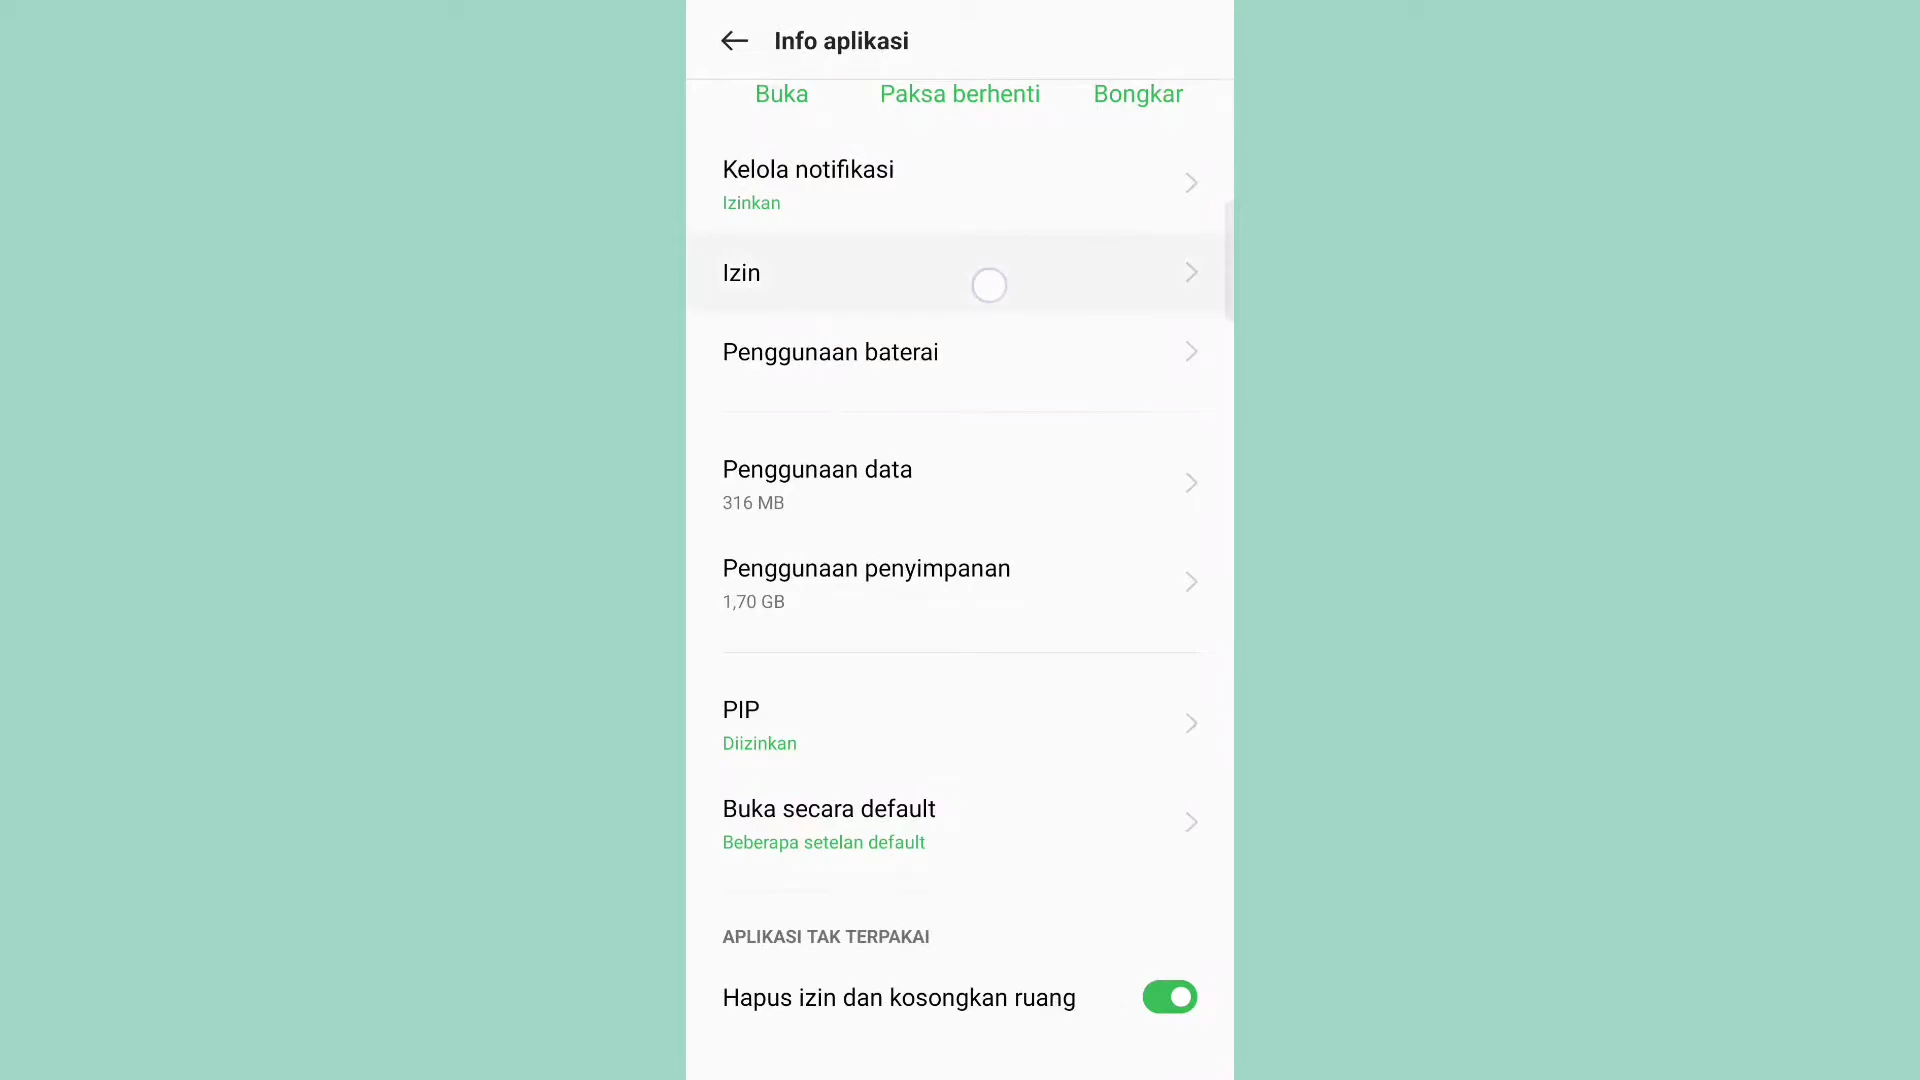 Info aplikasi
Buka Paksa berhenti Bongkar
Kelola notifikasi
Izinkan
Izin
Penggunaan baterai
Penggunaan data
316 MB
Penggunaan penyimpanan
1,70 GB
PIP
Diizinkan
Buka secara default
Beberapa setelan default
APLIKASI TAK TERPAKAI
Hapus izin dan kosongkan ruang